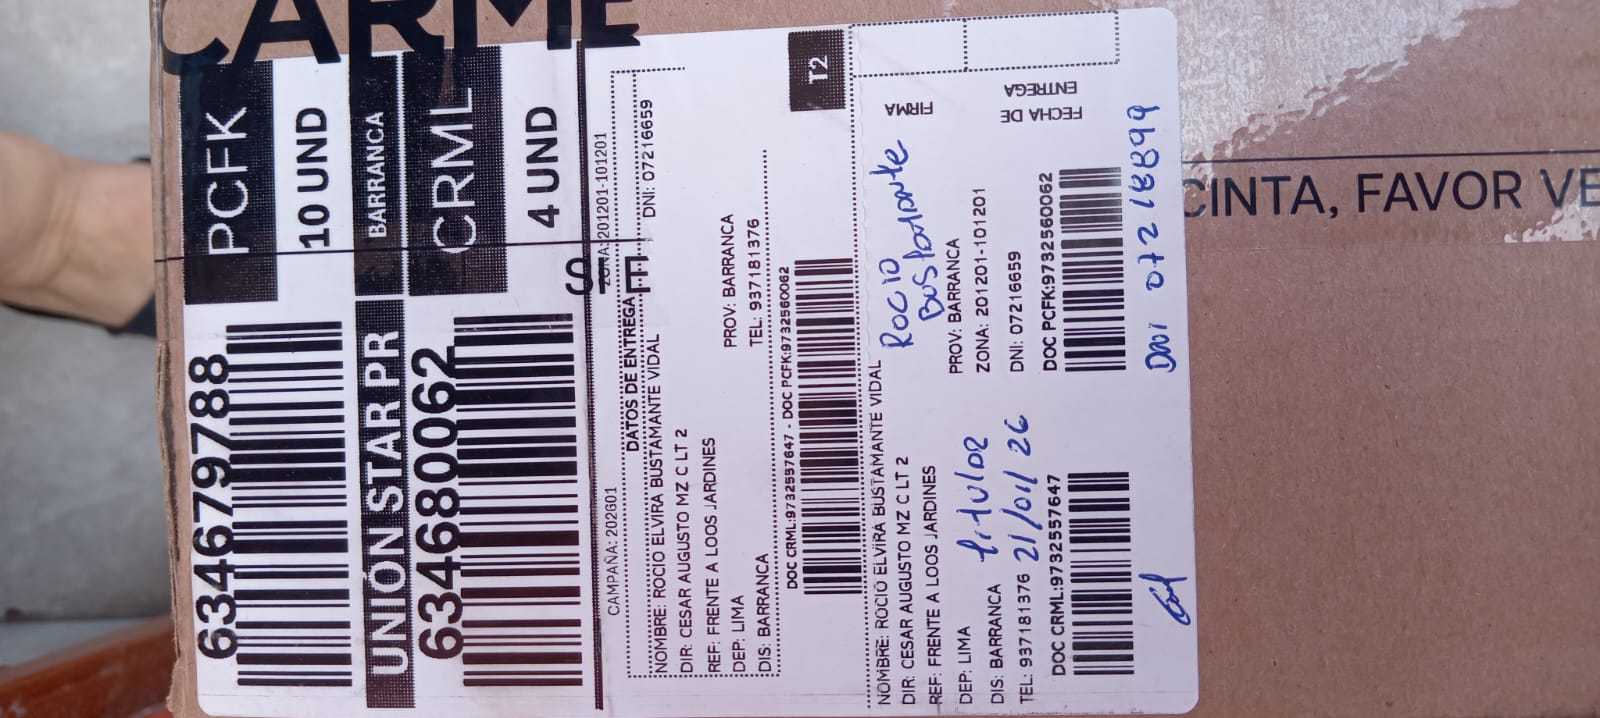 CARME
PCFK
10 UND
634679788
UNION STAR PR
BARRANCA
CRML
4 UND
634680062
CAMPAÑA: 202601
ZONA: 201201-101201
DATOS DE ENTREGA
NOMBRE: ROCIO ELVIRA BUSTAMANTE VIDAL
DNI: 07216659
DIR: CESAR AUGUSTO MZ C LT 2
REF: FRENTE A LOOS JARDINES
DEP: LIMA
PROV: BARRANCA
DIS: BARRANCA
TEL: 937181376
DOC CRML:9732557647 - DOC PCFK:9732560062
T2
NOMBRE: ROCIO ELVIRA BUSTAMANTE VIDAL
DIR: CESAR AUGUSTO MZ C LT 2
REF: FRENTE A LOOS JARDINES
DEP: LIMA
PROV: BARRANCA
DIS: BARRANCA
ZONA: 201201-101201
TEL: 937181376
DNI: 07216659
DOC CRML:9732557647
DOC PCFK:9732560062
FIRMA
FECHA DE
ENTREGA
ROCIO
BUSTAMANTE
titular
21/01/26
DNI
CINTA, FAVOR VE